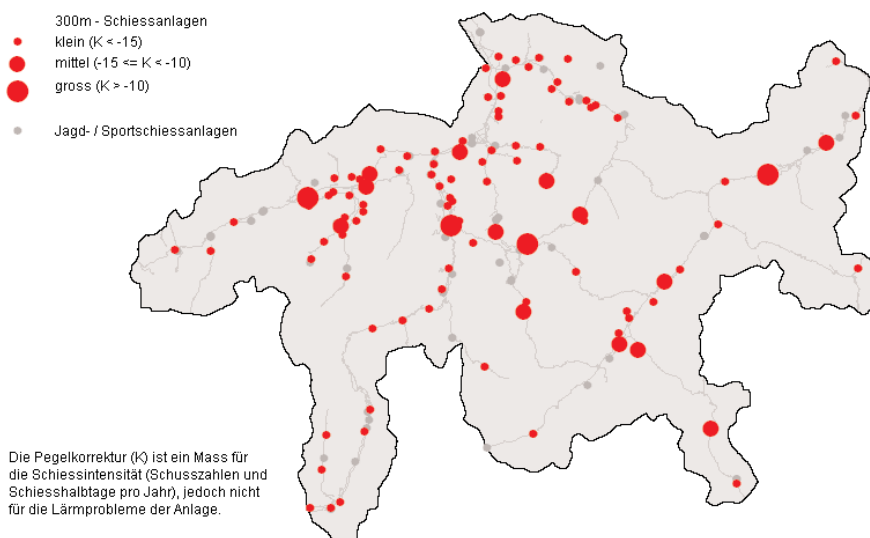 300m - Schiessanlagen
klein (K < -15)
mittel (-15 <= K < -10)
gross (K > -10)
Jagd- / Sportschiessanlagen
Die Pegelkorrektur (K) ist ein Mass für
die Schiessintensität (Schusszahlen und
Schiesshalbtage pro Jahr), jedoch nicht
für die Lärmprobleme der Anlage.